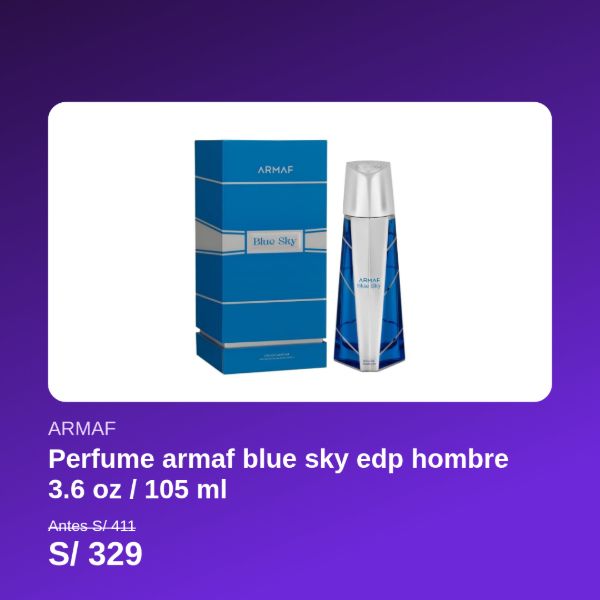 ARMAF
Blue Sky
ARMAF
Blue Sky
ARMAF
Perfume armaf blue sky edp hombre
3.6 oz / 105 ml
Antes S/ 411
S/ 329